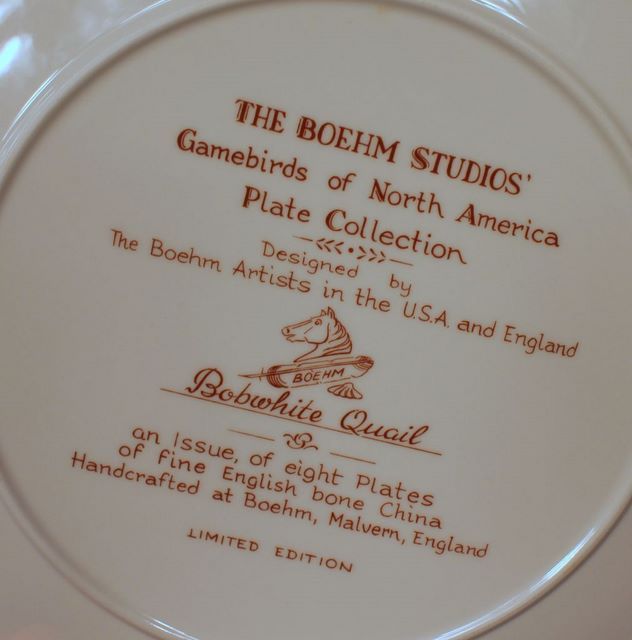 THE BOEHM STUDIOS'
Gamebirds of North America
Plate Collection
Designed by
The Boehm Artists in the U.S.A. and England
BOEHM
Bobwhite Quail
an Issue, of eight Plates
of fine English bone China
Handcrafted at Boehm, Malvern, England
LIMITED EDITION